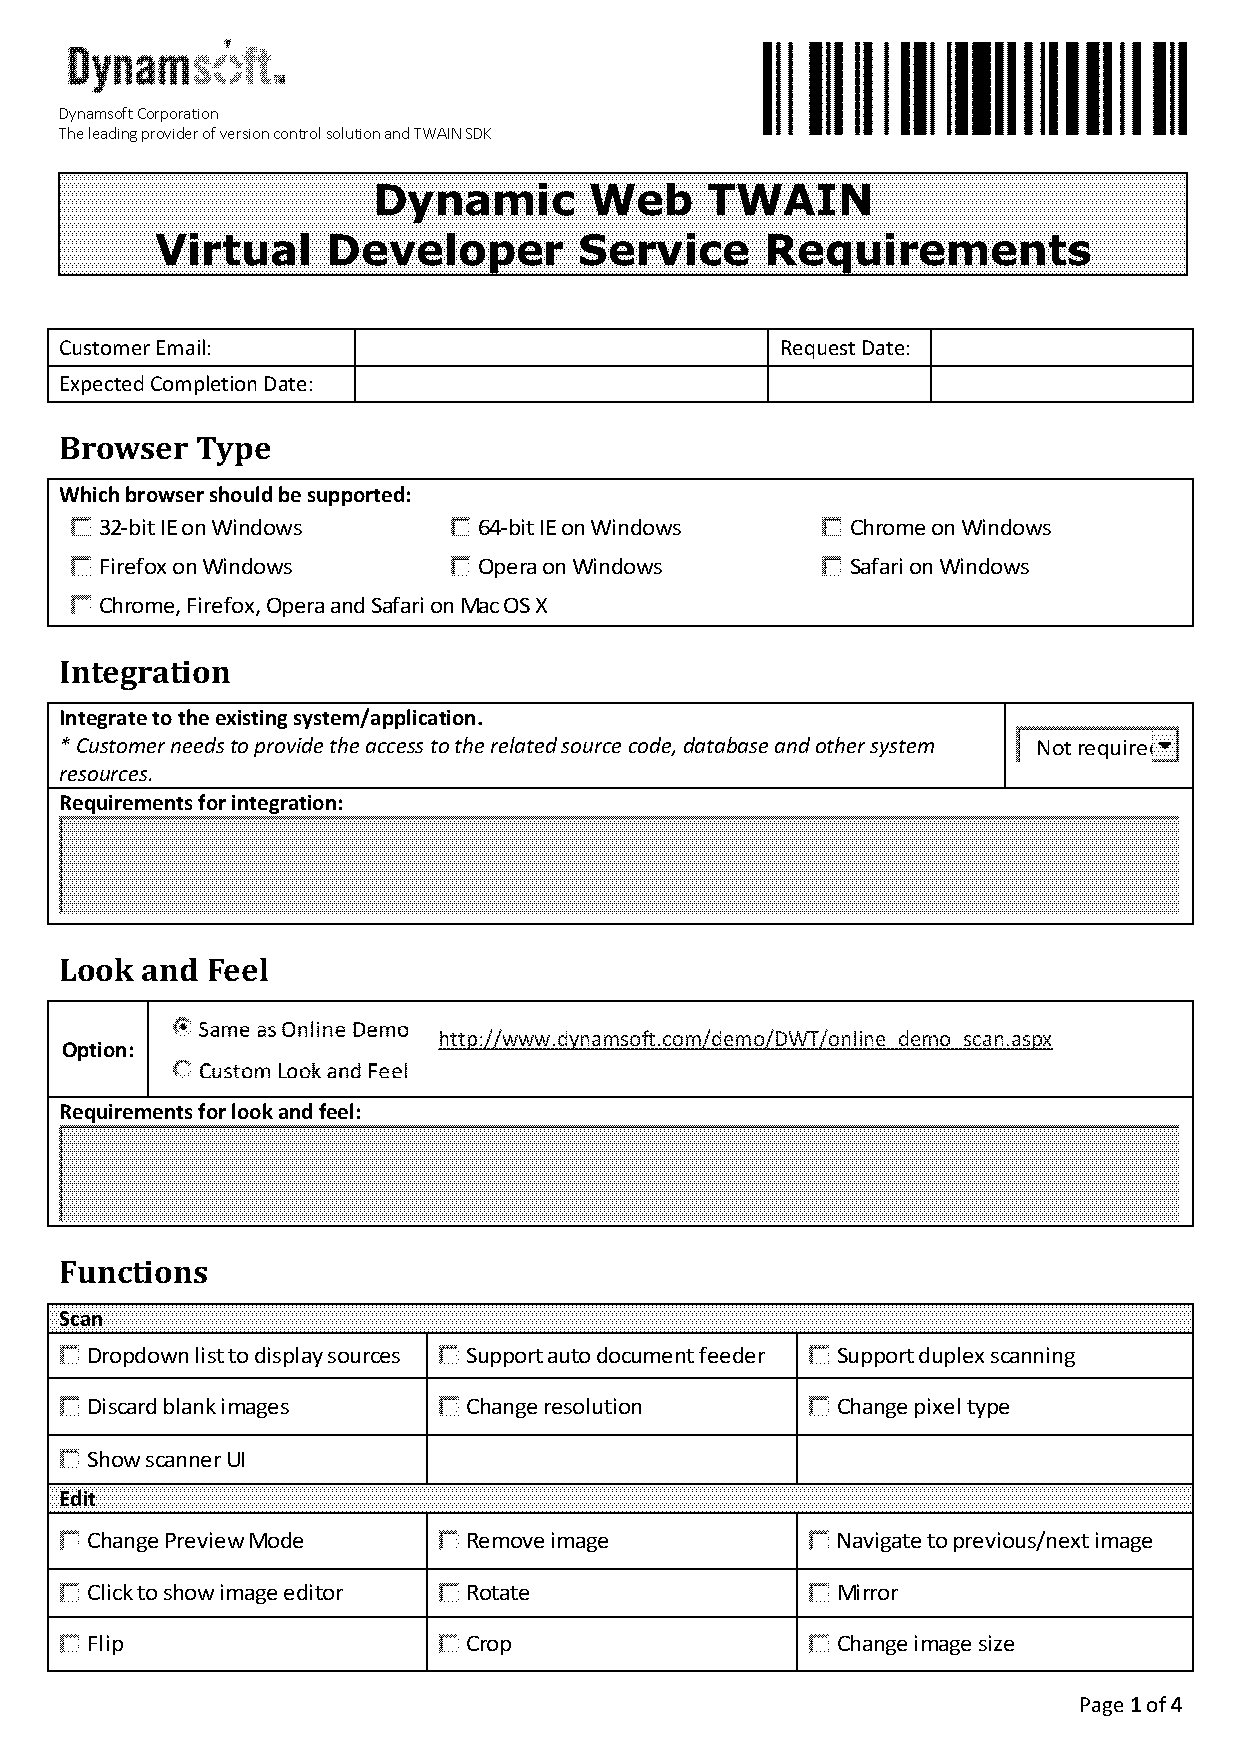 Dynamsoft
Dynamsoft Corporation
The leading provider of version control solution and TWAIN SDK
Dynamic Web TWAIN
Virtual Developer Service Requirements
Customer Email: Request Date:
Expected Completion Date:
Browser Type
Which browser should be supported:
32-bit IE on Windows 64-bit IE on Windows Chrome on Windows
Firefox on Windows Opera on Windows Safari on Windows
Chrome, Firefox, Opera and Safari on Mac OS X
Integration
Integrate to the existing system/application.
* Customer needs to provide the access to the related source code, database and other system
resources.
Not require
Requirements for integration:
Look and Feel
Option:
Same as Online Demo http://www.dynamsoft.com/demo/DWT/online_demo_scan.aspx
Custom Look and Feel
Requirements for look and feel:
Functions
Scan
Dropdown list to display sources Support auto document feeder Support duplex scanning
Discard blank images Change resolution Change pixel type
Show scanner UI
Edit
Change Preview Mode Remove image Navigate to previous/next image
Click to show image editor Rotate Mirror
Flip Crop Change image size
Page 1 of 4